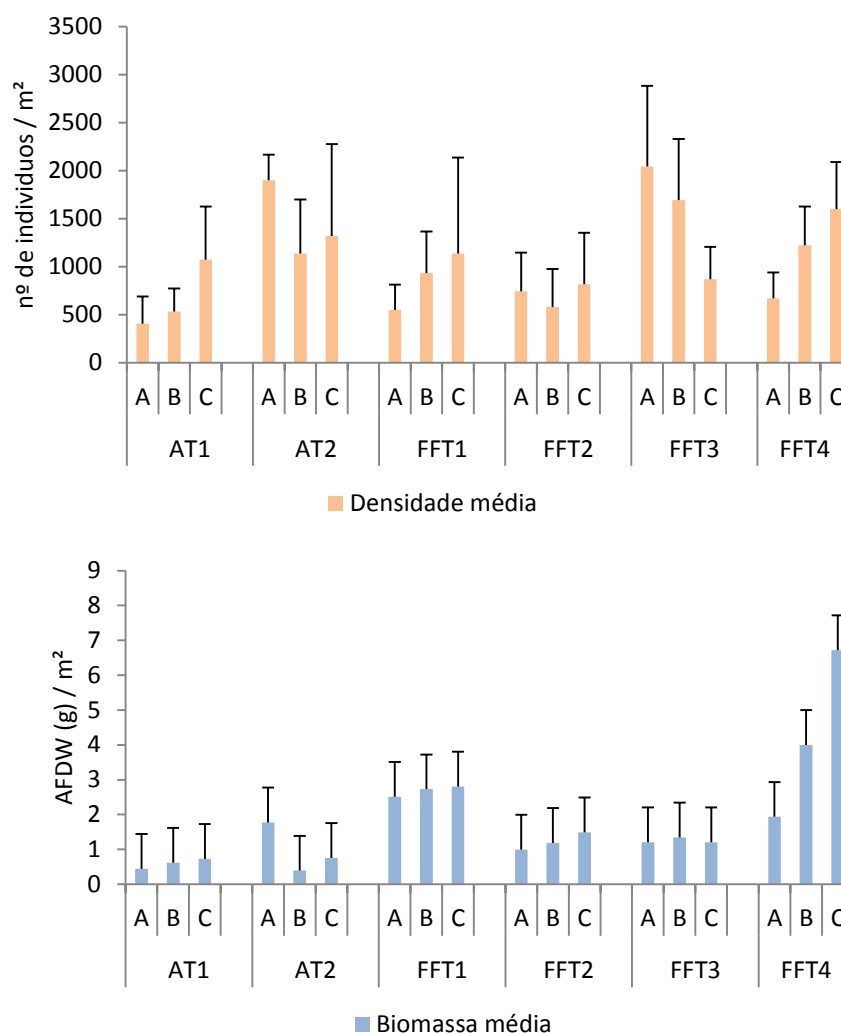 3500
3000
2500
2000
1500
1000
500
0
nº de individuos / m²
A B C A B C A B C A B C A B C A B C
AT1 AT2 FFT1 FFT2 FFT3 FFT4
Densidade média
9
8
7
6
5
4
3
2
1
0
AFDW (g) / m²
A B C A B C A B C A B C A B C A B C
AT1 AT2 FFT1 FFT2 FFT3 FFT4
Biomassa média